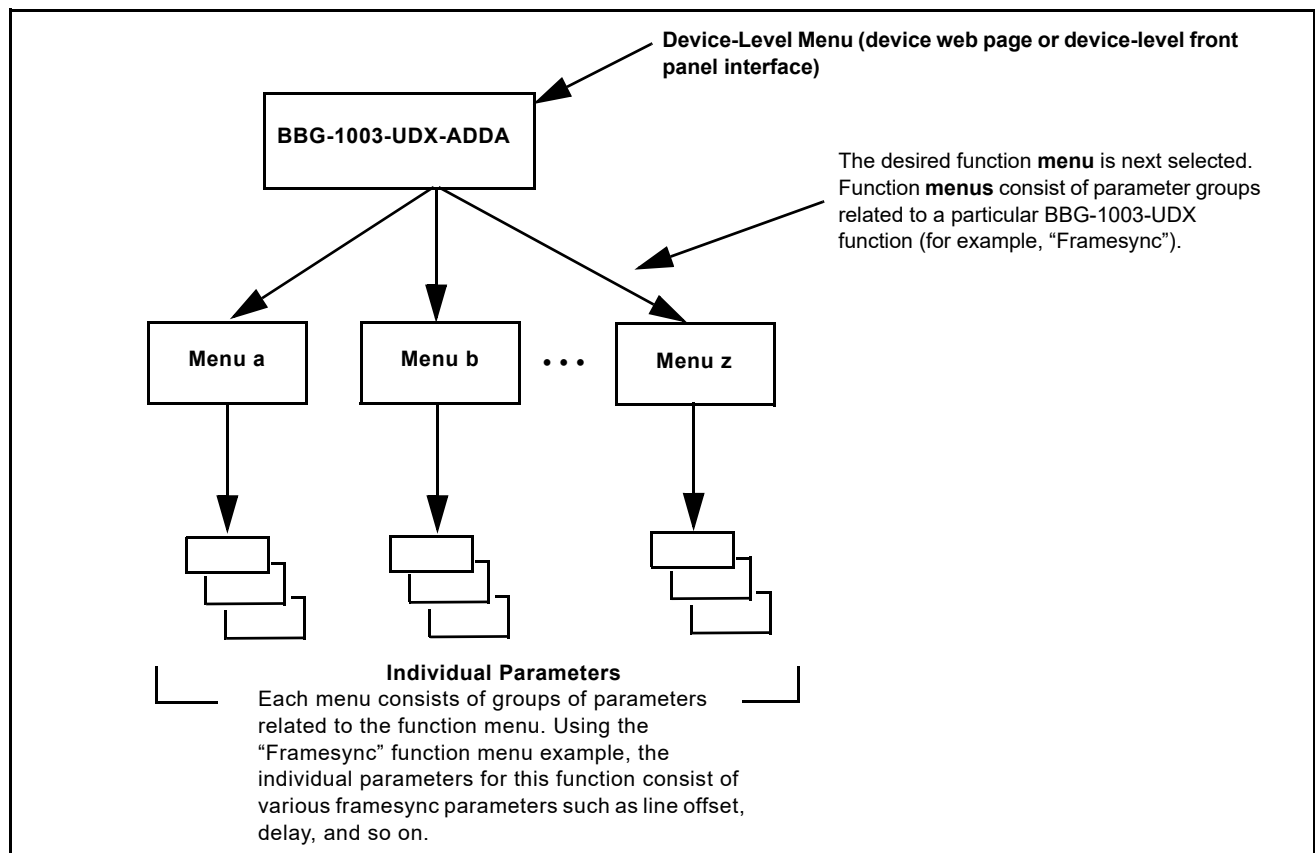 Device-Level Menu (device web page or device-level front
panel interface)
BBG-1003-UDX-ADDA
The desired function menu is next selected.
Function menus consist of parameter groups
related to a particular BBG-1003-UDX
function (for example, “Framesync”).
Menu a
Menu b
• • •
Menu z
Individual Parameters
Each menu consists of groups of parameters
related to the function menu. Using the
“Framesync” function menu example, the
individual parameters for this function consist of
various framesync parameters such as line offset,
delay, and so on.